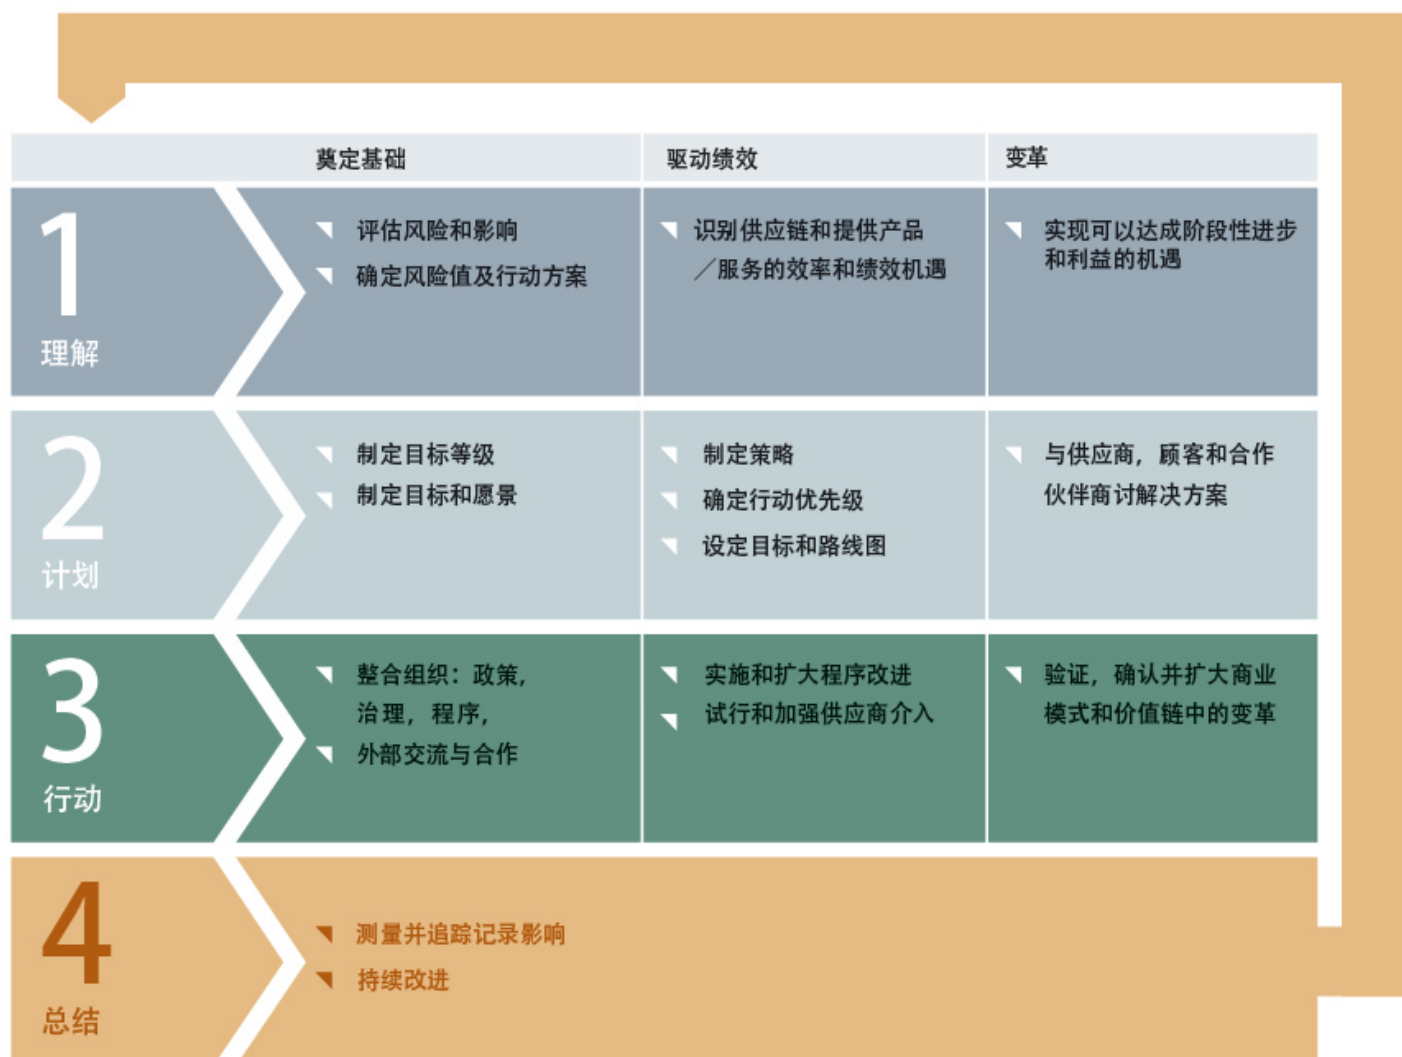 奠定基础
驱动绩效
变革
1
理解
评估风险和影响
确定风险值及行动方案
识别供应链和提供产品
／服务的效率和绩效机遇
实现可以达成阶段性进步
和利益的机遇
2
计划
制定目标等级
制定目标和愿景
制定策略
确定行动优先级
设定目标和路线图
与供应商，顾客和合作
伙伴商讨解决方案
3
行动
整合组织：政策，
治理，程序，
外部交流与合作
实施和扩大程序改进
试行和加强供应商介入
验证，确认并扩大商业
模式和价值链中的变革
4
总结
测量并追踪记录影响
持续改进